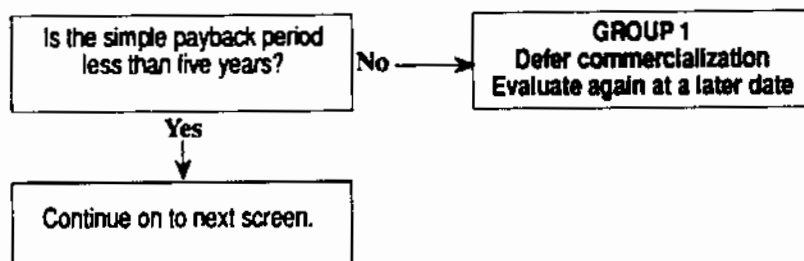 Is the simple payback period
less than five years?
No
GROUP 1
Defer commercialization
Evaluate again at a later date
Yes
Continue on to next screen.